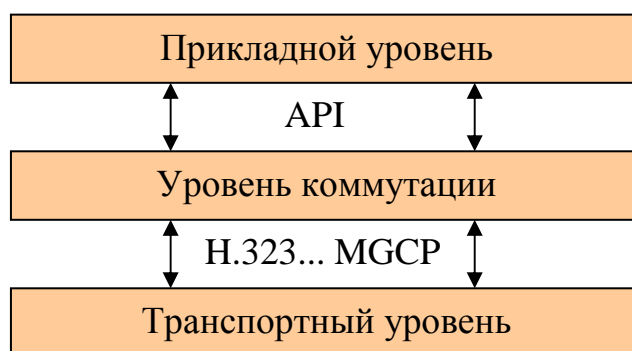 Прикладной уровень
API
Уровень коммутации
H.323... MGCP
Транспортный уровень